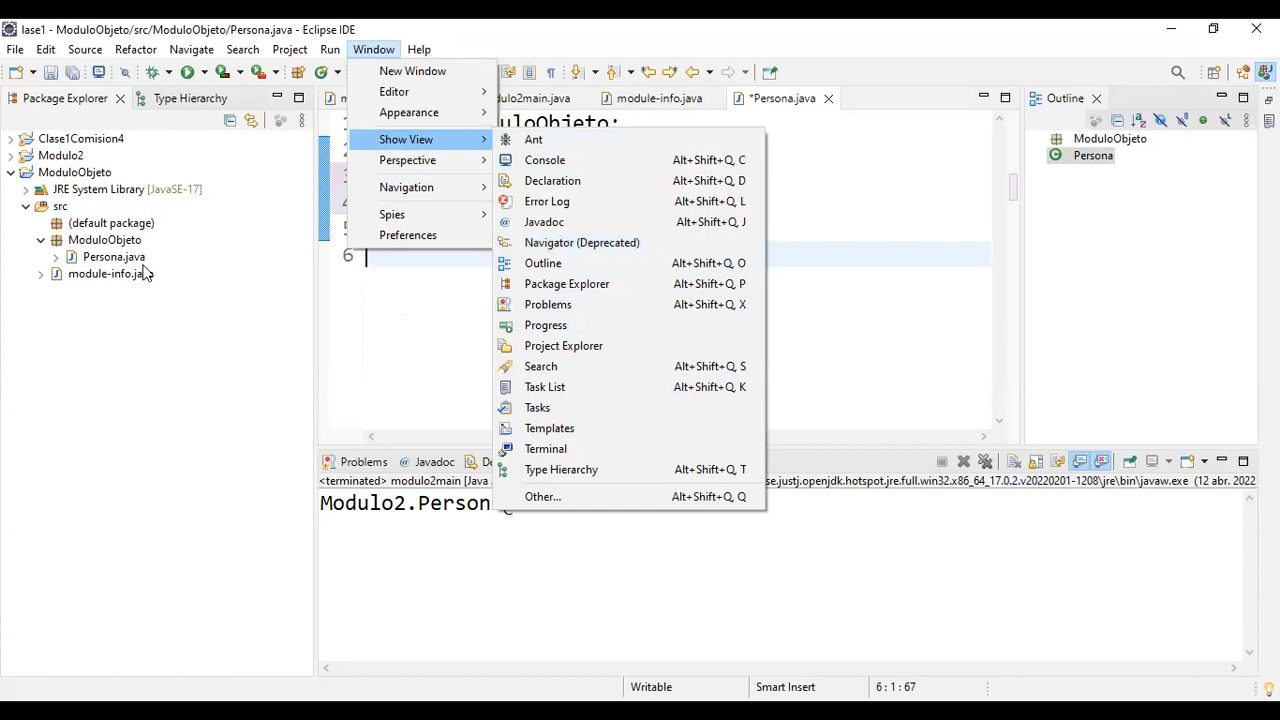 lase1 - ModuloObjeto/src/ModuloObjeto/Persona.java - Eclipse IDE
File Edit Source Refactor Navigate Search Project Run Window Help
New Window
Editor
Appearance
Show View
Perspective
Navigation
Spies
Preferences
Ant
Console Alt+Shift+Q, C
Declaration Alt+Shift+Q, D
Error Log Alt+Shift+Q, L
Javadoc Alt+Shift+Q, J
Navigator (Deprecated)
Outline Alt+Shift+Q, O
Package Explorer Alt+Shift+Q, P
Problems Alt+Shift+Q, X
Progress
Project Explorer
Search Alt+Shift+Q, S
Task List Alt+Shift+Q, K
Tasks
Templates
Terminal
Type Hierarchy Alt+Shift+Q, T
Other... Alt+Shift+Q, Q
Package Explorer Type Hierarchy
Clase1Comision4
Modulo2
ModuloObjeto
JRE System Library [JavaSE-17]
src
(default package)
ModuloObjeto
Persona.java
module-info.ja
dulo2main.java module-info.java *Persona.java
1 duloObjeto;
6
Outline
ModuloObjeto
Persona
Problems Javadoc
<terminated> modulo2main [Java se.justj.openjdk.hotspot.jre.full.win32.x86_64_17.0.2.v20220201-1208\jre\bin\javaw.exe (12 abr. 2022
Modulo2.Person
Writable Smart Insert 6 : 1 : 67